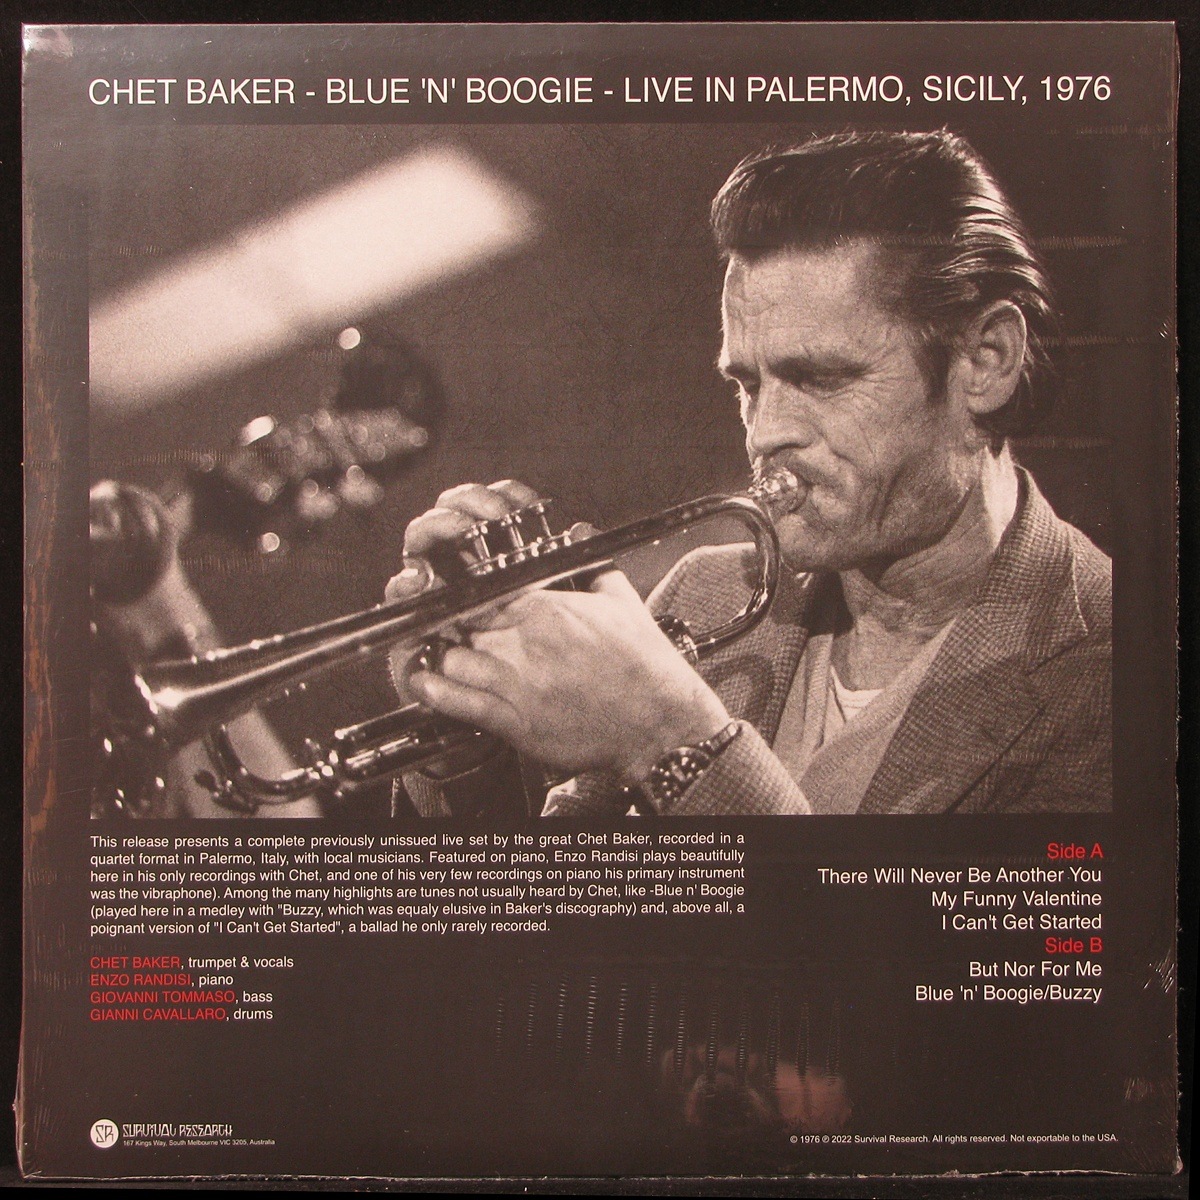 CHET BAKER - BLUE 'N' BOOGIE - LIVE IN PALERMO, SICILY, 1976
This release presents a complete previously unissued live set by the great Chet Baker, recorded in a
quartet format in Palermo, Italy, with local musicians. Featured on piano, Enzo Randisi plays beautifully
here in his only recordings with Chet, and one of his very few recordings on piano his primary instrument
was the vibraphone). Among the many highlights are tunes not usually heard by Chet, like -Blue n' Boogie
(played here in a medley with "Buzzy, which was equaly elusive in Baker's discography) and, above all, a
poignant version of "I Can't Get Started", a ballad he only rarely recorded.
CHET BAKER, trumpet & vocals
ENZO RANDISI, piano
GIOVANNI TOMMASO, bass
GIANNI CAVALLARO, drums
Side A
There Will Never Be Another You
My Funny Valentine
I Can't Get Started
Side B
But Nor For Me
Blue 'n' Boogie/Buzzy
SR SURVIVAL RESEARCH
167 Kings Way, South Melbourne VIC 3205, Australia
© 1976 ℗ 2022 Survival Research. All rights reserved. Not exportable to the USA.